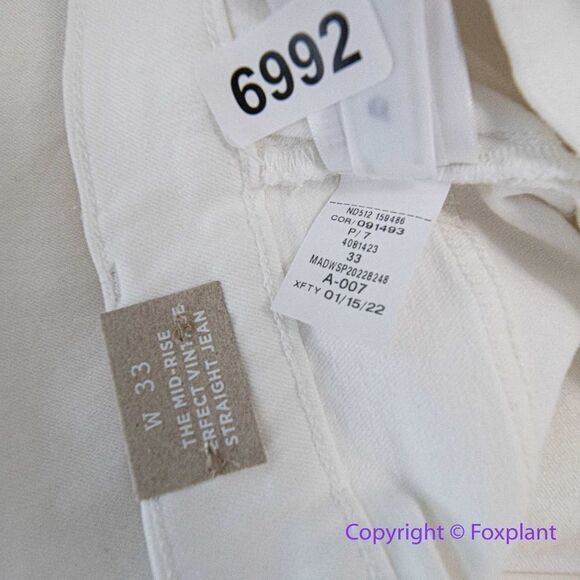 6992
ND512 159486
COR/091493
P/7
4081423
33
MADWSP20228248
A-007
XFTY 01/15/22
W 33
THE MID-RISE
PERFECT VINTAGE
STRAIGHT JEAN
Copyright © Foxplant